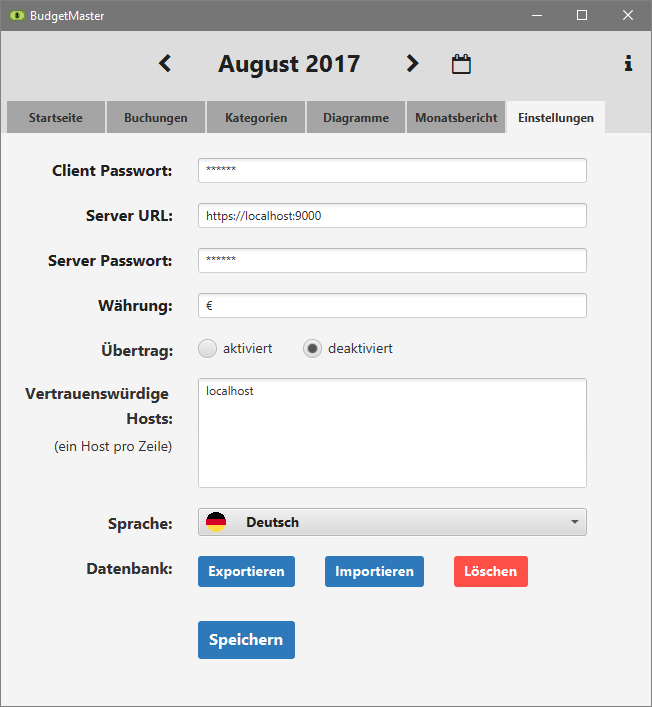 BudgetMaster
August 2017
Startseite Buchungen Kategorien Diagramme Monatsbericht Einstellungen
Client Passwort: ******
Server URL: https://localhost:9000
Server Passwort: ******
Währung: €
Übertrag: aktiviert deaktiviert
Vertrauenswürdige localhost
Hosts:
(ein Host pro Zeile)
Sprache: Deutsch
Datenbank: Exportieren Importieren Löschen
Speichern